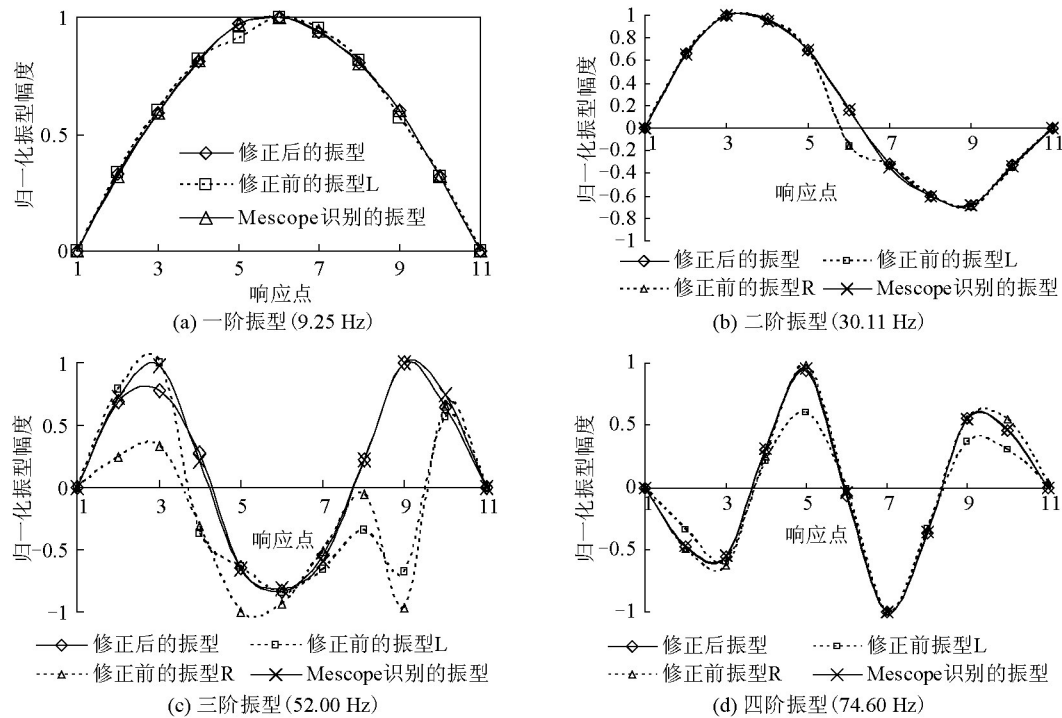 归一化振型幅度
1
0.5
0
修正后的振型
修正前的振型L
Mescope识别的振型
1 3 5 7 9 11
响应点
(a) 一阶振型(9.25 Hz)
归一化振型幅度
1
0.8
0.6
0.4
0.2
0
−0.2
−0.4
−0.6
−0.8
−1
1 3 5 7 9 11
响应点
修正后的振型 修正前的振型L
修正前的振型R Mescope识别的振型
(b) 二阶振型(30.11 Hz)
归一化振型幅度
1
0.5
0
−0.5
−1
1 3 5 7 9 11
响应点
修正后的振型 修正前的振型L
修正前的振型R Mescope识别的振型
(c) 三阶振型(52.00 Hz)
归一化振型幅度
1
0.5
0
−0.5
−1
1 3 5 7 9 11
响应点
修正后振型 修正前振型L
修正前振型R Mescope识别的振型
(d) 四阶振型(74.60 Hz)